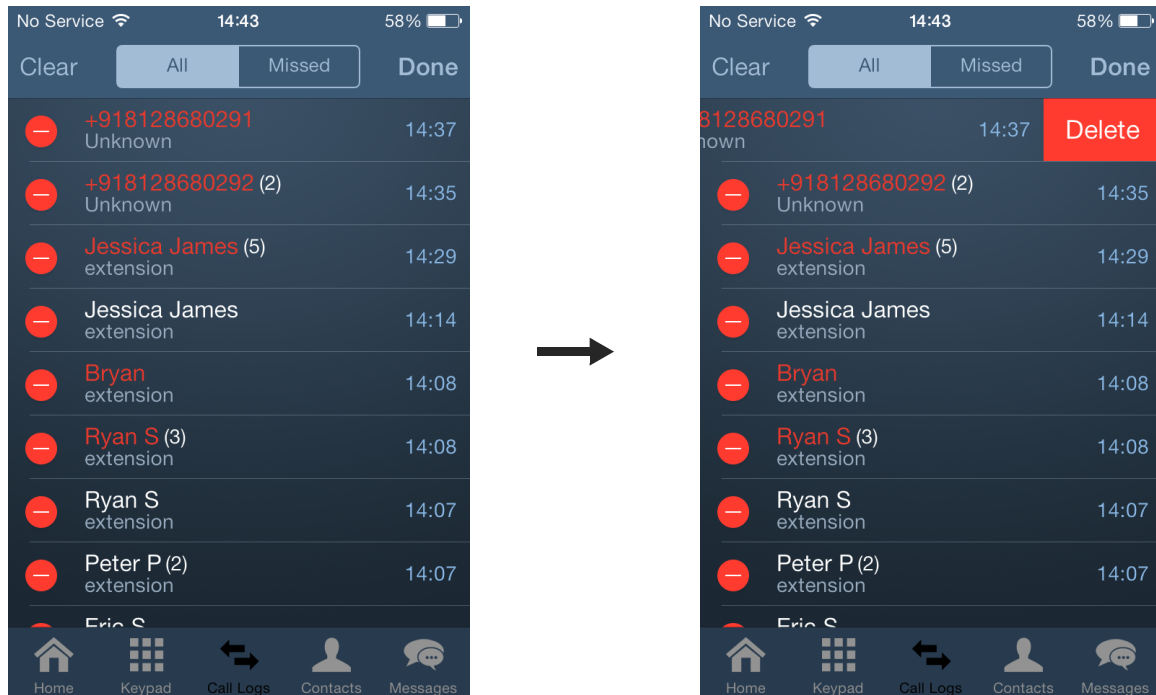 No Service 14:43 58%
Clear All Missed Done
+918128680291 14:37
Unknown
+918128680292 (2) 14:35
Unknown
Jessica James (5) 14:29
extension
Jessica James 14:14
extension
Bryan 14:08
extension
Ryan S (3) 14:08
extension
Ryan S 14:07
extension
Peter P (2) 14:07
extension
Eric S
Home Keypad Call Logs Contacts Messages
No Service 14:43 58%
Clear All Missed Done
8128680291 14:37 Delete
nown
+918128680292 (2) 14:35
Unknown
Jessica James (5) 14:29
extension
Jessica James 14:14
extension
Bryan 14:08
extension
Ryan S (3) 14:08
extension
Ryan S 14:07
extension
Peter P (2) 14:07
extension
Eric S
Home Keypad Call Logs Contacts Messages